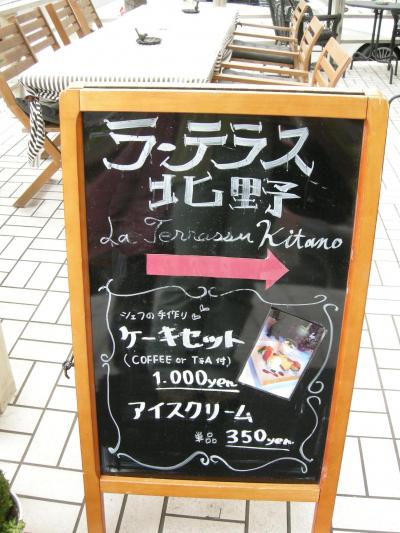 ラ・テラス
北野
La Terrassu Kitano
シェフの手作り
ケーキセット
(COFFEE or TEA 付)
1.000yen
アイスクリーム
単品 350yen